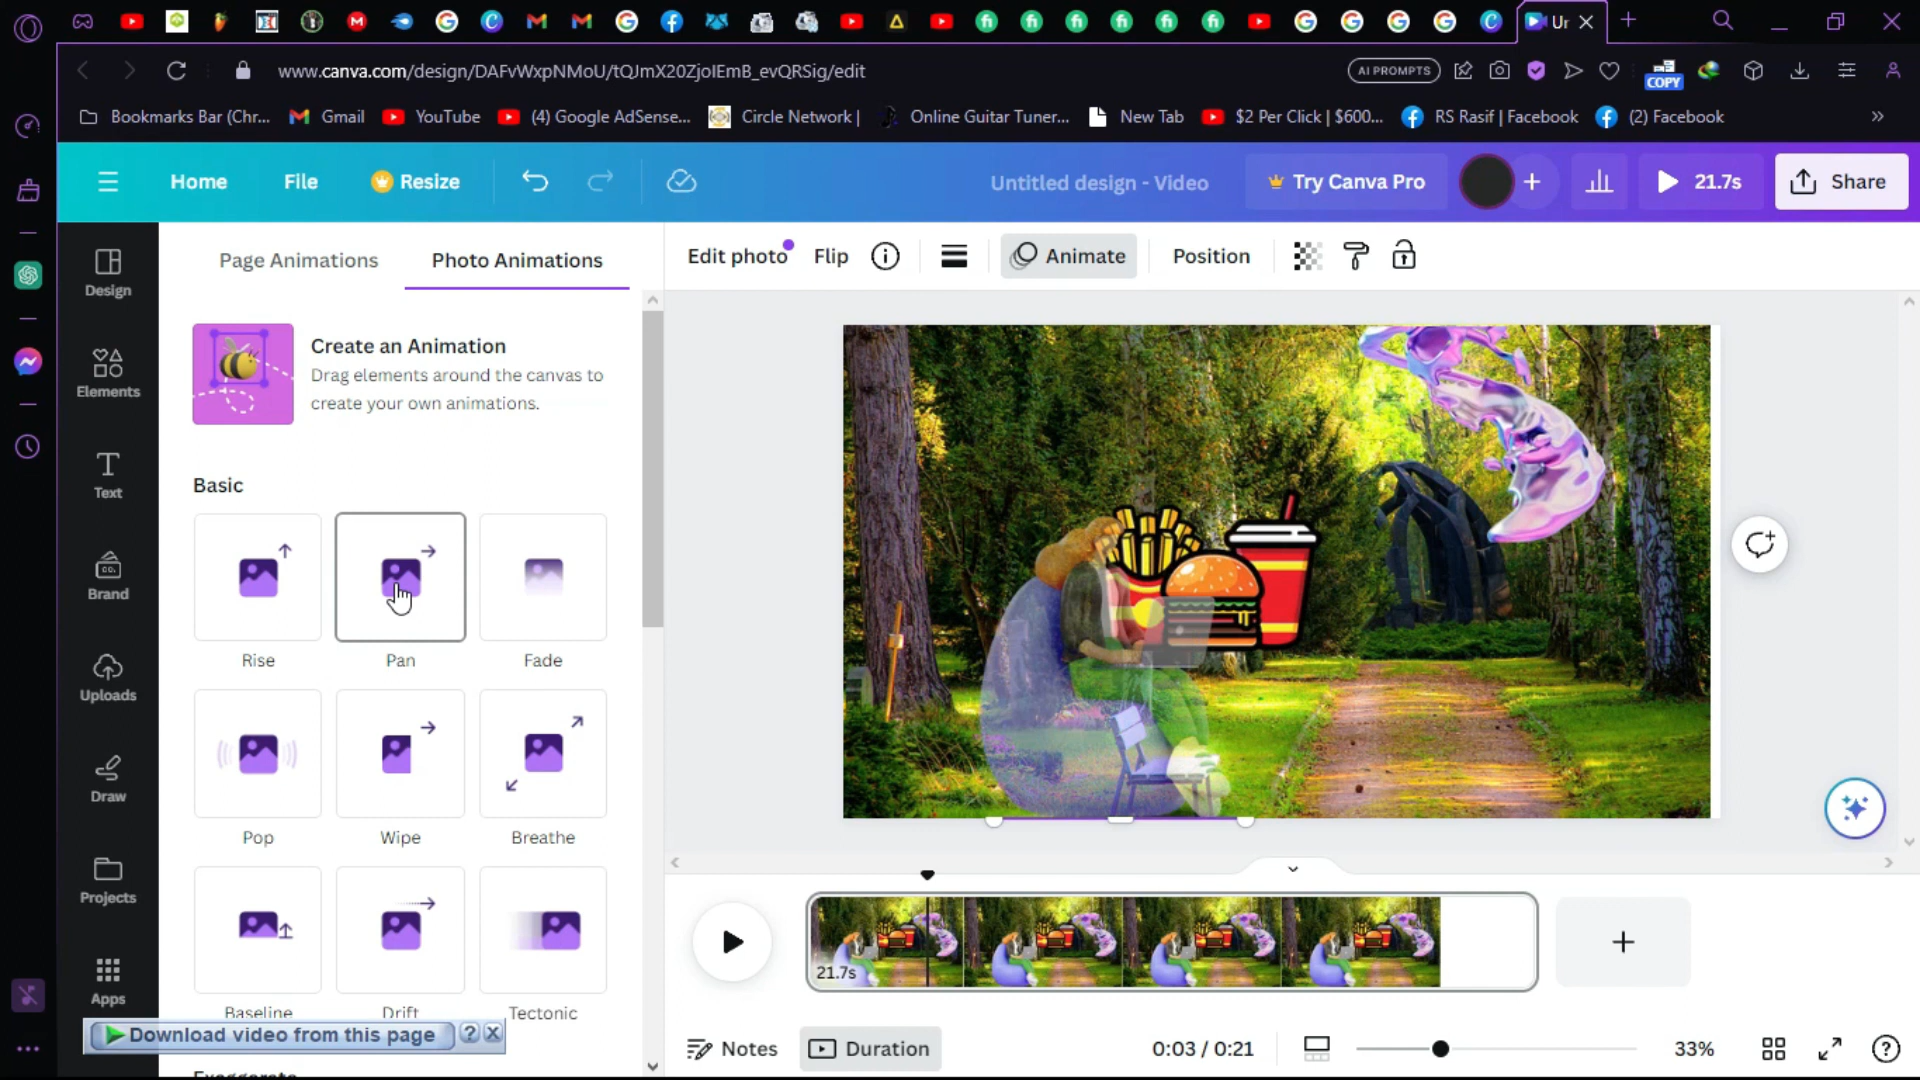 Ur
www.canva.com/design/DAFvWxpNMoU/tQJmX20ZjoIEmB_evQRSig/edit
AI PROMPTS
COPY
Bookmarks Bar (Chr...
Gmail
YouTube
(4) Google AdSense...
Circle Network |
Online Guitar Tuner...
New Tab
$2 Per Click | $600...
RS Rasif | Facebook
(2) Facebook
Home
File
Resize
Untitled design - Video
Try Canva Pro
21.7s
Share
Design
Elements
Text
Brand
Uploads
Draw
Projects
Apps
Page Animations
Photo Animations
Create an Animation
Drag elements around the canvas to
create your own animations.
Basic
Rise
Pan
Fade
Pop
Wipe
Breathe
Baseline
Drift
Tectonic
Exaggerate
Download video from this page
Edit photo
Flip
Animate
Position
21.7s
Notes
Duration
0:03 / 0:21
33%